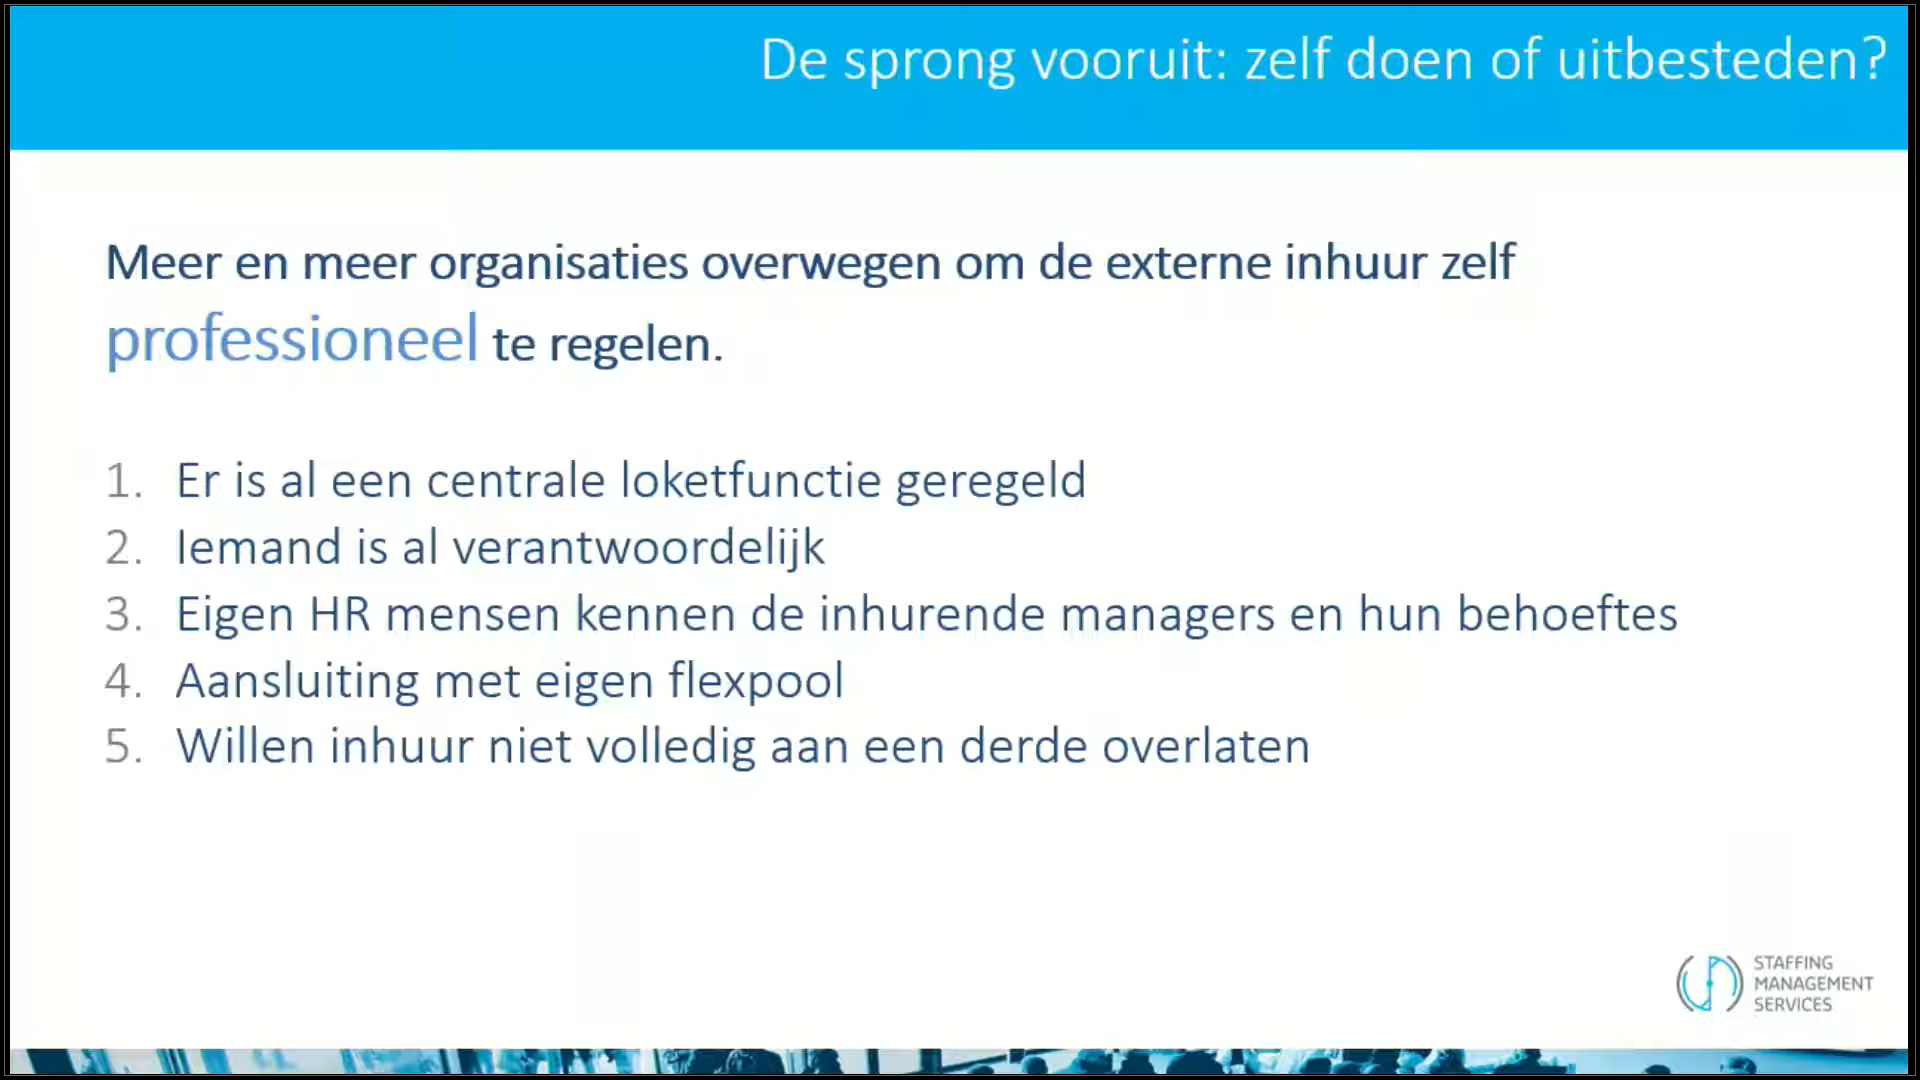 De sprong vooruit: zelf doen of uitbesteden?
Meer en meer organisaties overwegen om de externe inhuur zelf
professioneel te regelen.
1. Er is al een centrale loketfunctie geregeld
2. Iemand is al verantwoordelijk
3. Eigen HR mensen kennen de inhurende managers en hun behoeftes
4. Aansluiting met eigen flexpool
5. Willen inhuur niet volledig aan een derde overlaten
STAFFING
MANAGEMENT
SERVICES